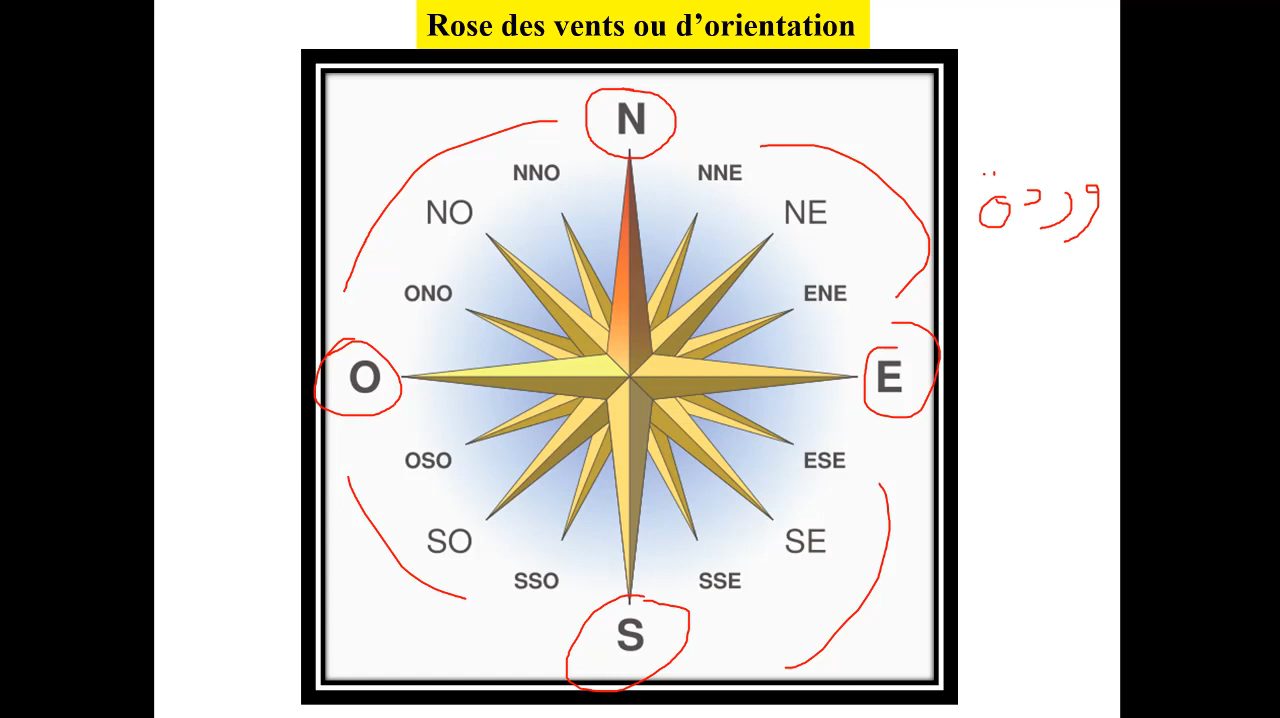 Rose des vents ou d’orientation
N
NNO NNE
NO NE
وردة
ONO ENE
O E
OSO ESE
SO SE
SSO SSE
S